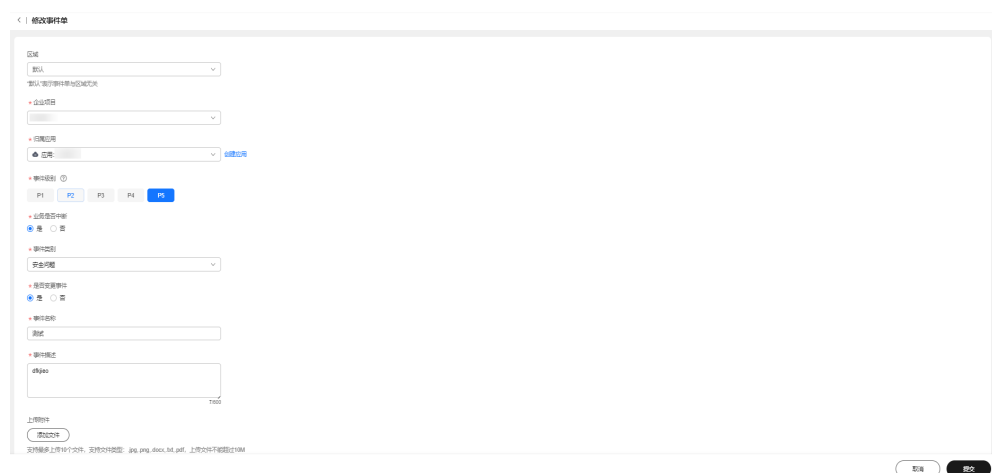 修改事件单
区域
默认
"默认"表示事件单与区域无关
* 企业项目
* 归属应用
应用:
创建应用
* 事件级别
P1 P2 P3 P4 P5
* 业务是否中断
是 否
* 事件类别
安全问题
* 是否变更事件
是 否
* 事件名称
测试
* 事件描述
7/1000
上传附件
添加文件
支持最多上传10个文件，支持文件类型: .jpg,.png,.docx,.txt,.pdf，上传文件不能超过10M
取消 提交